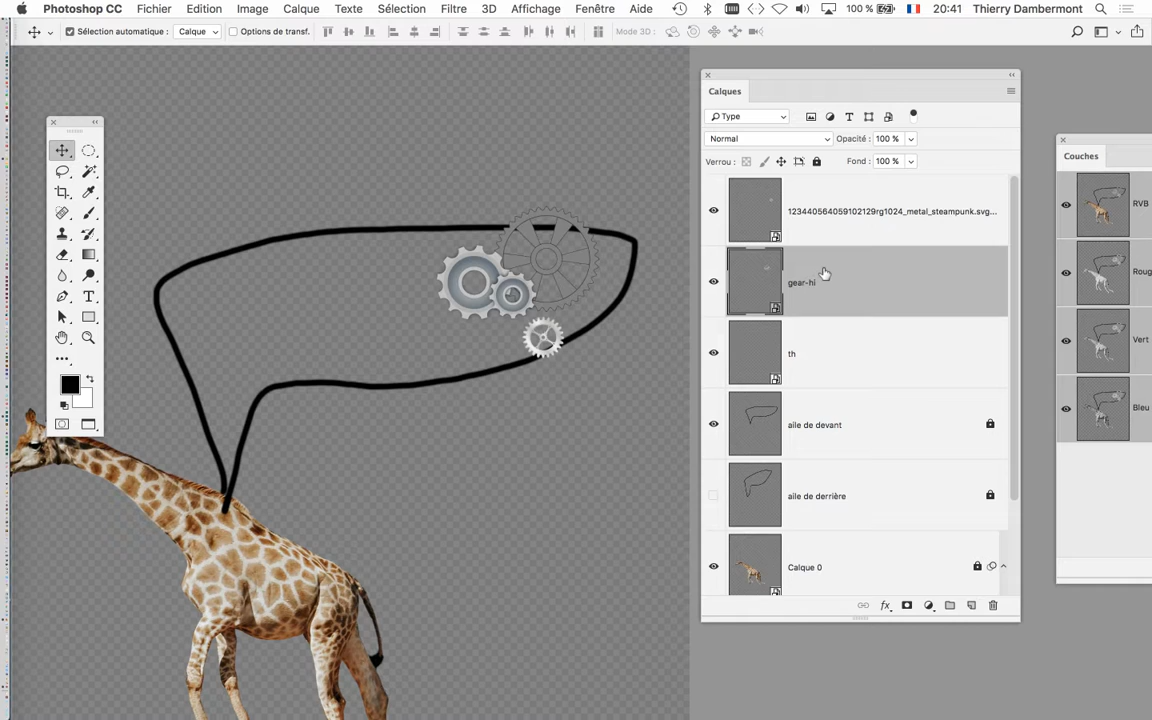 Photoshop CC Fichier Edition Image Calque Texte Sélection Filtre 3D Affichage Fenêtre Aide 100 % 20:41 Thierry Dambermont
Sélection automatique : Calque Options de transf. Mode 3D :
Calques
Type
Normal Opacité : 100 %
Verrou : Fond : 100 %
123440564059102129rg1024_metal_steampunk.svg...
gear-hi
th
aile de devant
aile de derrière
Calque 0
fx
Couches
RVB
Roug
Vert
Bleu